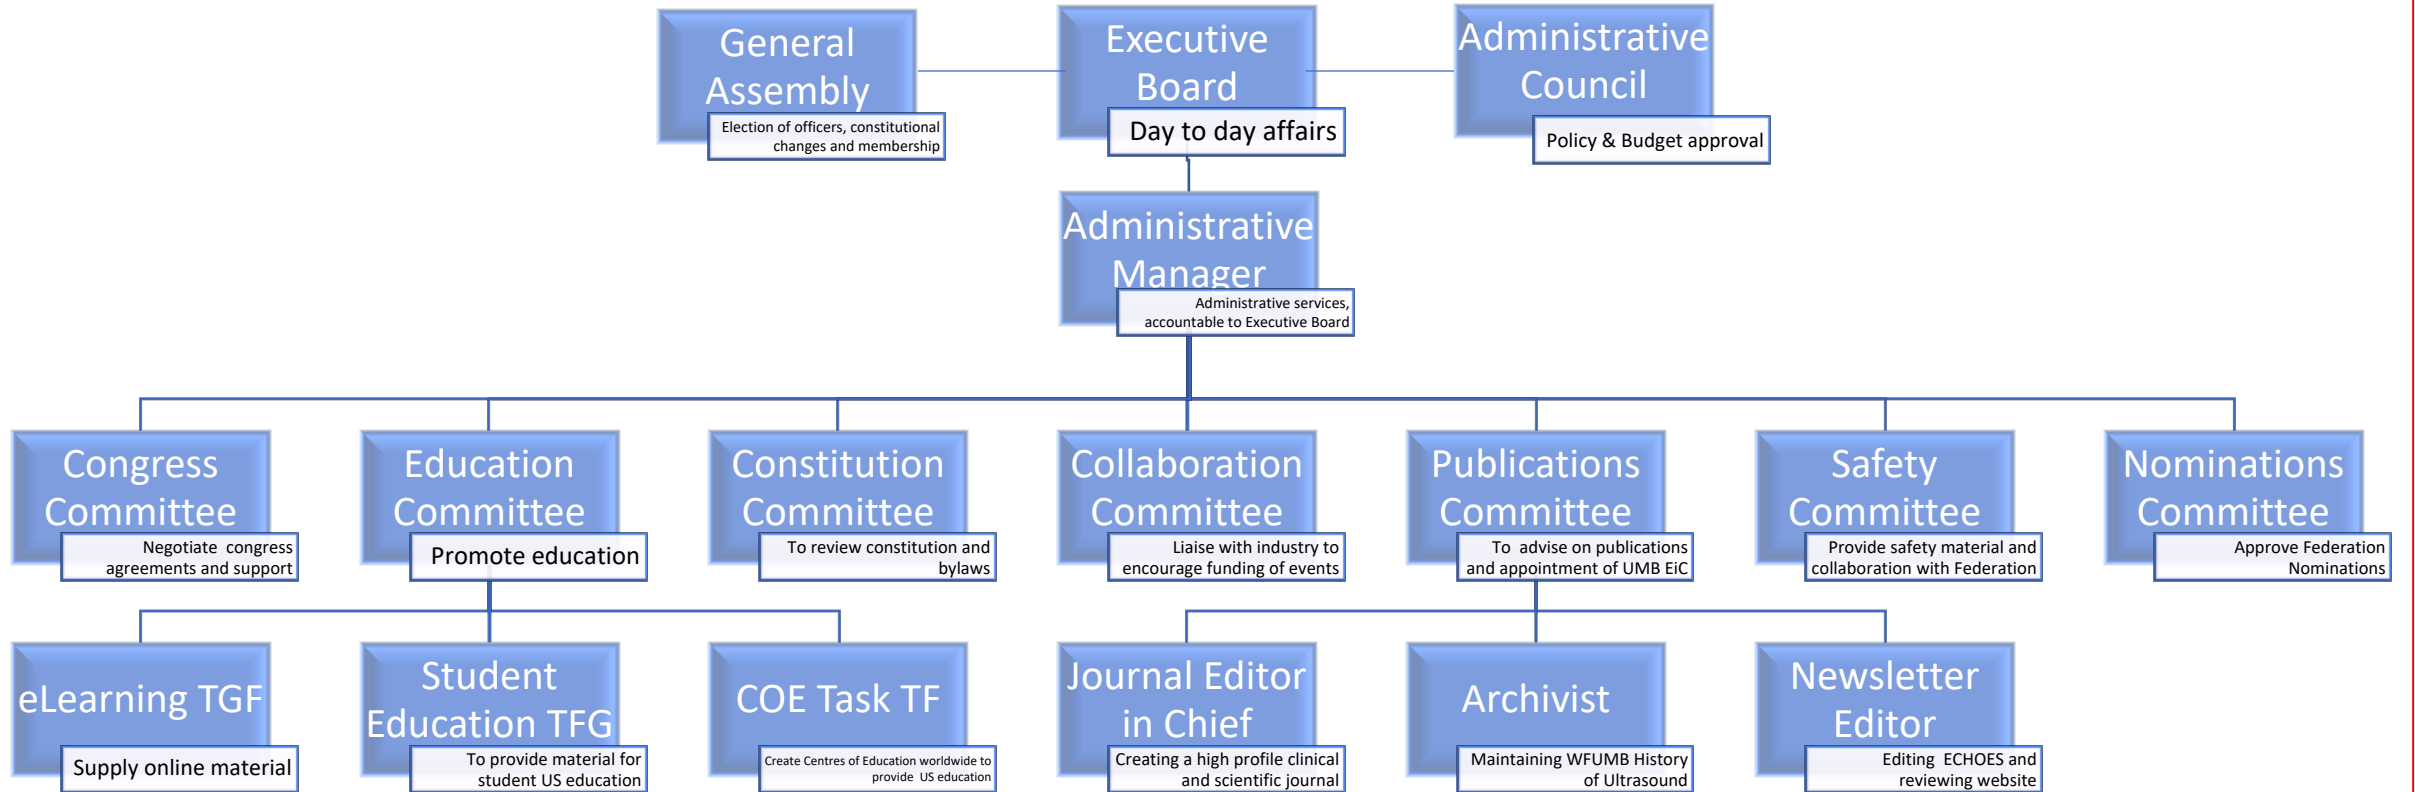 General
Assembly
Election of officers, constitutional
changes and membership
Executive
Board
Day to day affairs
Administrative
Council
Policy & Budget approval
Administrative
Manager
Administrative services,
accountable to Executive Board
Congress
Committee
Negotiate congress
agreements and support
Education
Committee
Promote education
Constitution
Committee
To review constitution and
bylaws
Collaboration
Committee
Liaise with industry to
encourage funding of events
Publications
Committee
To advise on publications
and appointment of UMB EiC
Safety
Committee
Provide safety material and
collaboration with Federation
Nominations
Committee
Approve Federation
Nominations
eLearning TGF
Supply online material
Student
Education TFG
To provide material for
student US education
COE Task TF
Create Centres of Education worldwide to
provide US education
Journal Editor
in Chief
Creating a high profile clinical
and scientific journal
Archivist
Maintaining WFUMB History
of Ultrasound
Newsletter
Editor
Editing ECHOES and
reviewing website